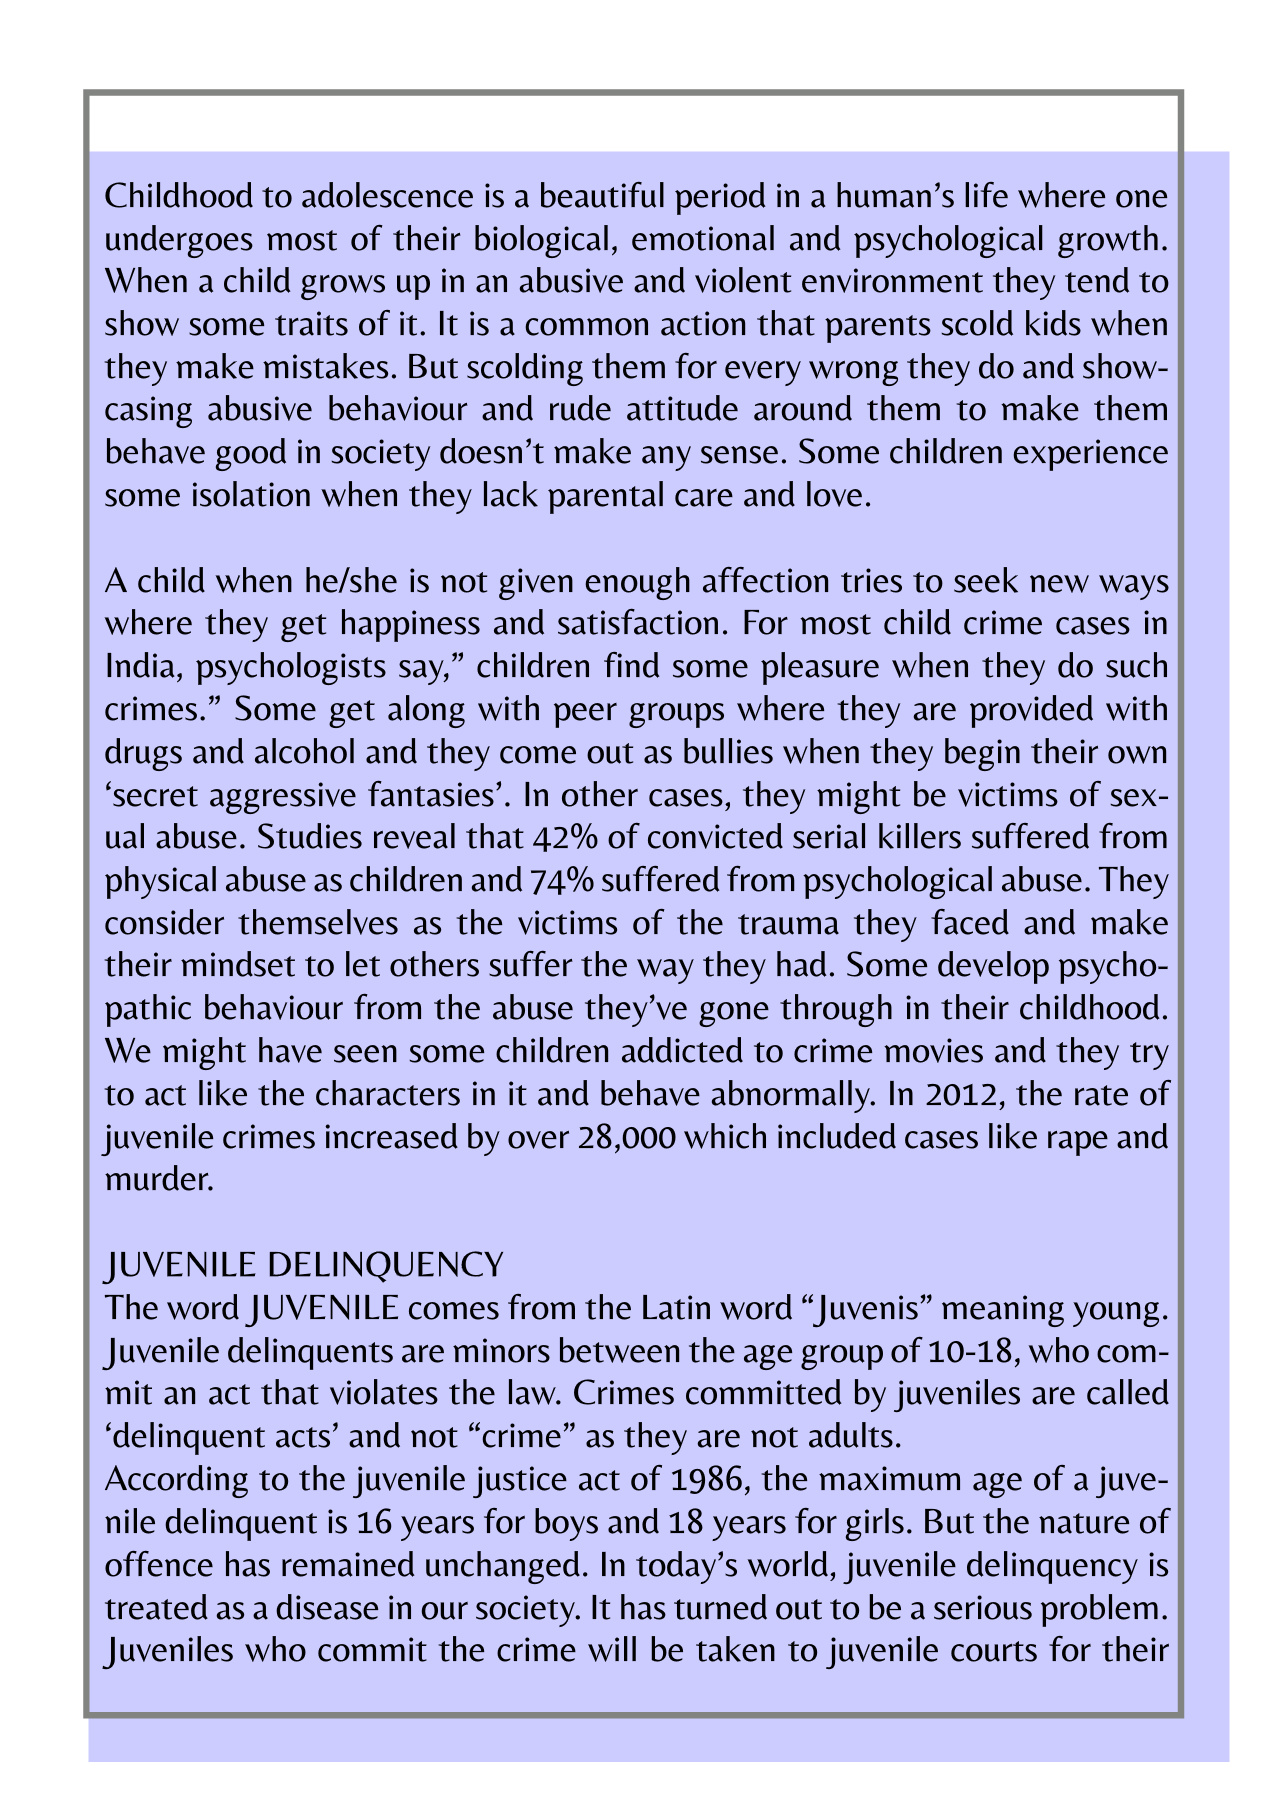 Childhood to adolescence is a beautiful period in a human’s life where one
undergoes most of their biological, emotional and psychological growth.
When a child grows up in an abusive and violent environment they tend to
show some traits of it. It is a common action that parents scold kids when
they make mistakes. But scolding them for every wrong they do and show-
casing abusive behaviour and rude attitude around them to make them
behave good in society doesn’t make any sense. Some children experience
some isolation when they lack parental care and love.
A child when he/she is not given enough affection tries to seek new ways
where they get happiness and satisfaction. For most child crime cases in
India, psychologists say,” children find some pleasure when they do such
crimes.” Some get along with peer groups where they are provided with
drugs and alcohol and they come out as bullies when they begin their own
‘secret aggressive fantasies’. In other cases, they might be victims of sex-
ual abuse. Studies reveal that 42% of convicted serial killers suffered from
physical abuse as children and 74% suffered from psychological abuse. They
consider themselves as the victims of the trauma they faced and make
their mindset to let others suffer the way they had. Some develop psycho-
pathic behaviour from the abuse they’ve gone through in their childhood.
We might have seen some children addicted to crime movies and they try
to act like the characters in it and behave abnormally. In 2012, the rate of
juvenile crimes increased by over 28,000 which included cases like rape and
murder.
JUVENILE DELINQUENCY
The word JUVENILE comes from the Latin word “Juvenis” meaning young.
Juvenile delinquents are minors between the age group of 10-18, who com-
mit an act that violates the law. Crimes committed by juveniles are called
‘delinquent acts’ and not “crime” as they are not adults.
According to the juvenile justice act of 1986, the maximum age of a juve-
nile delinquent is 16 years for boys and 18 years for girls. But the nature of
offence has remained unchanged. In today’s world, juvenile delinquency is
treated as a disease in our society. It has turned out to be a serious problem.
Juveniles who commit the crime will be taken to juvenile courts for their